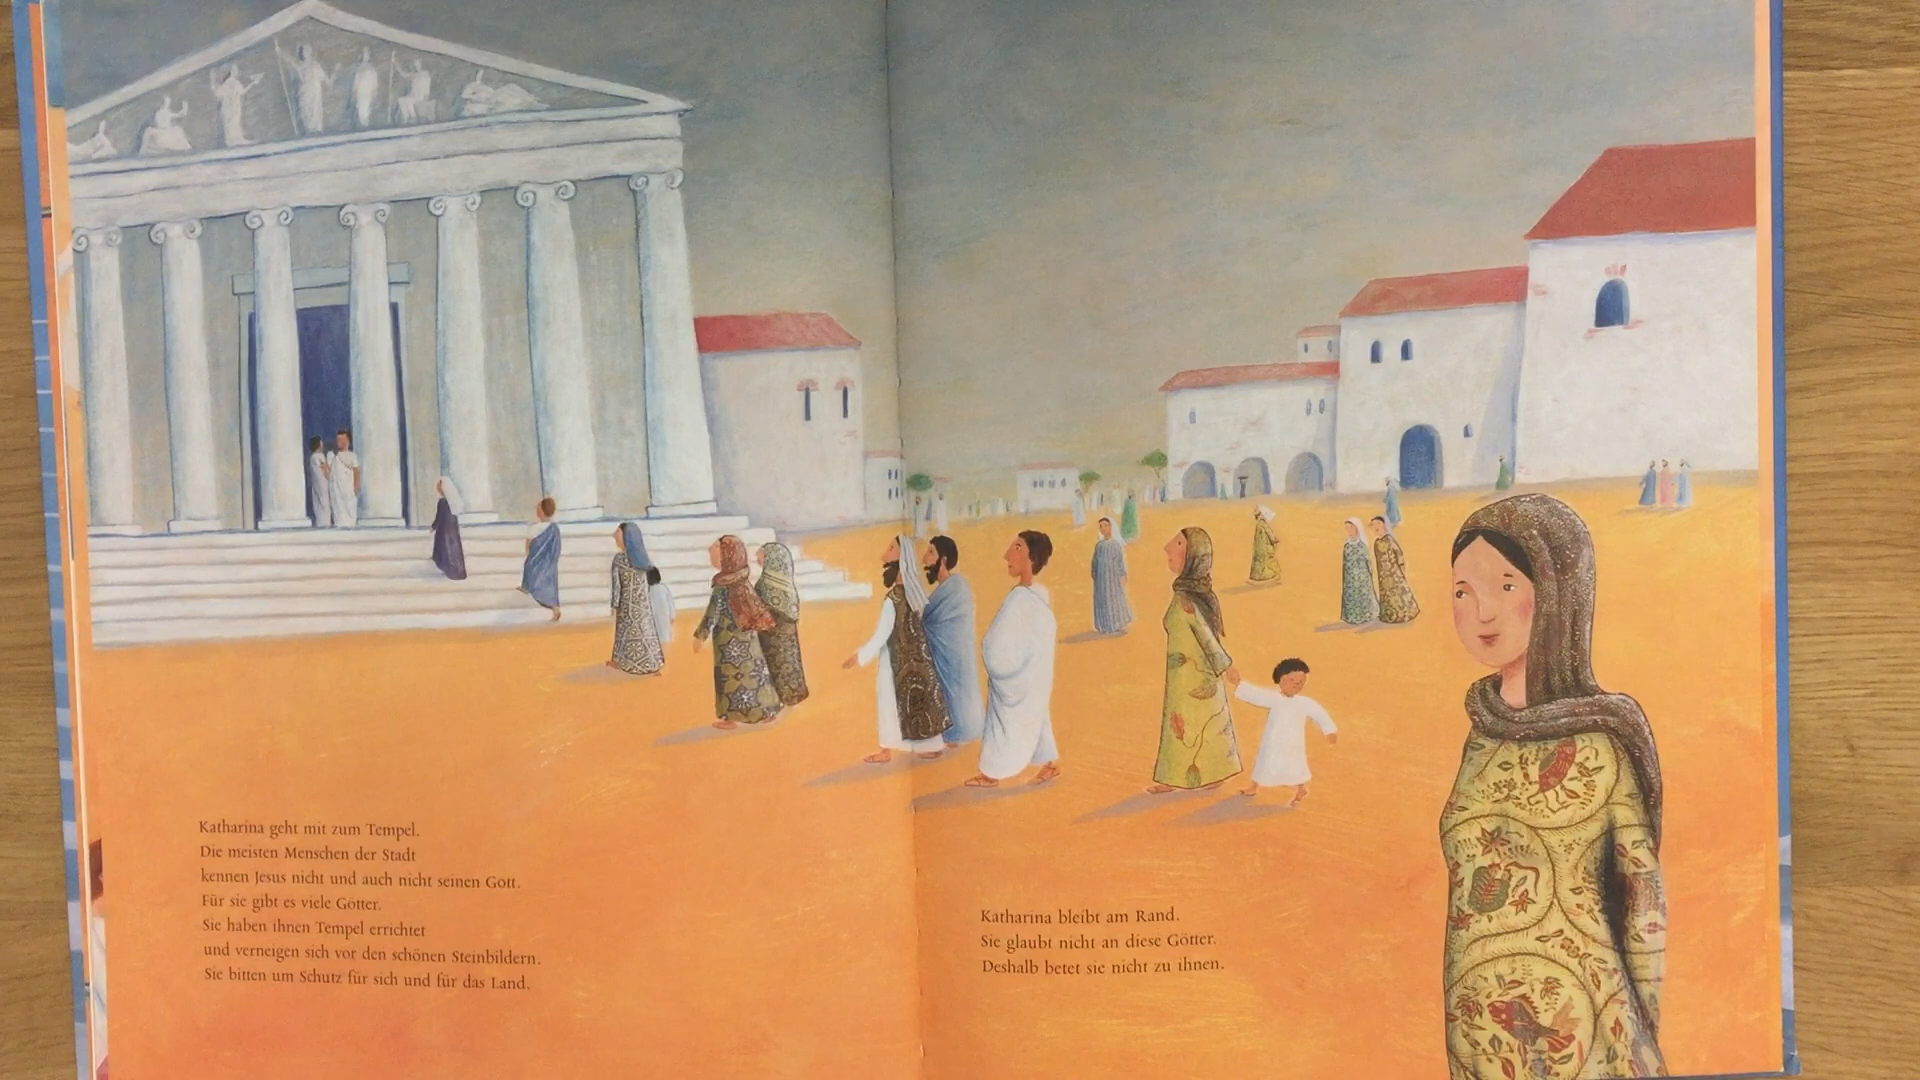 Katharina geht mit zum Tempel.
Die meisten Menschen der Stadt
kennen Jesus nicht und auch nicht seinen Gott.
Für sie gibt es viele Götter.
Sie haben ihnen Tempel errichtet
und verneigen sich vor den schönen Steinbildern.
Sie bitten um Schutz für sich und für das Land.
Katharina bleibt am Rand.
Sie glaubt nicht an diese Götter.
Deshalb betet sie nicht zu ihnen.